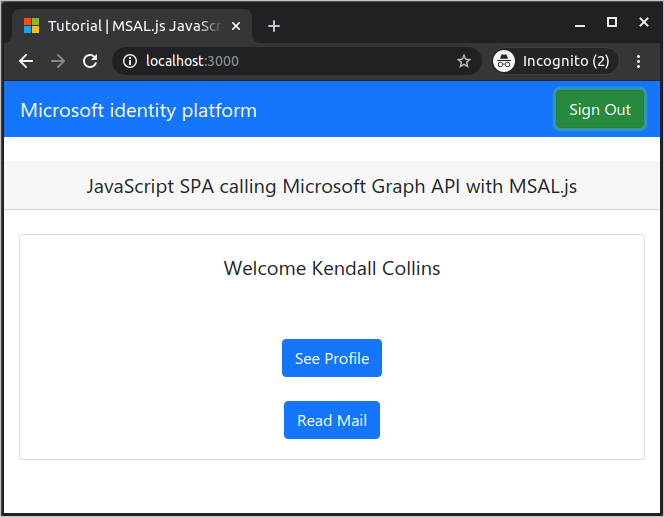 Tutorial | MSAL.js JavaScr
localhost:3000
Incognito (2)
Microsoft identity platform
Sign Out
JavaScript SPA calling Microsoft Graph API with MSAL.js
Welcome Kendall Collins
See Profile
Read Mail